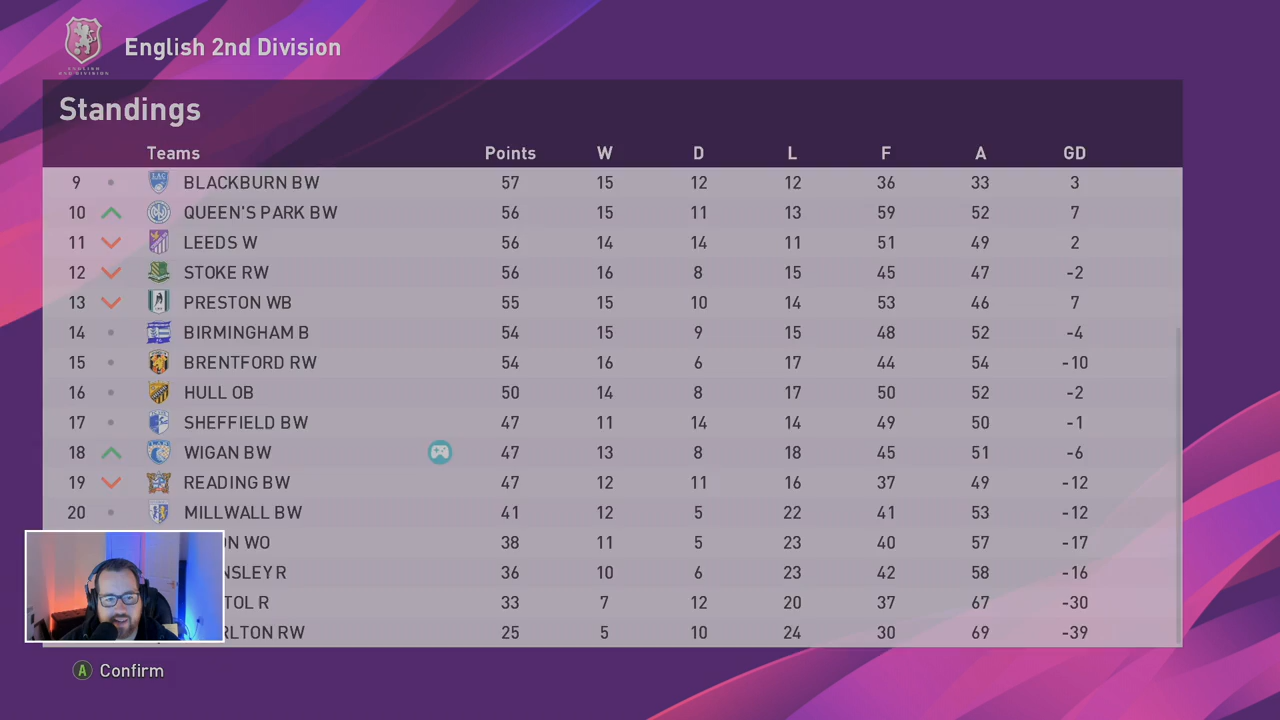 English 2nd Division
Standings
Teams Points W D L F A GD
9 BLACKBURN BW 57 15 12 12 36 33 3
10 QUEEN'S PARK BW 56 15 11 13 59 52 7
11 LEEDS W 56 14 14 11 51 49 2
12 STOKE RW 56 16 8 15 45 47 -2
13 PRESTON WB 55 15 10 14 53 46 7
14 BIRMINGHAM B 54 15 9 15 48 52 -4
15 BRENTFORD RW 54 16 6 17 44 54 -10
16 HULL OB 50 14 8 17 50 52 -2
17 SHEFFIELD BW 47 11 14 14 49 50 -1
18 WIGAN BW 47 13 8 18 45 51 -6
19 READING BW 47 12 11 16 37 49 -12
20 MILLWALL BW 41 12 5 22 41 53 -12
ON WO 38 11 5 23 40 57 -17
NSLEY R 36 10 6 23 42 58 -16
TOL R 33 7 12 20 37 67 -30
RLTON RW 25 5 10 24 30 69 -39
A Confirm